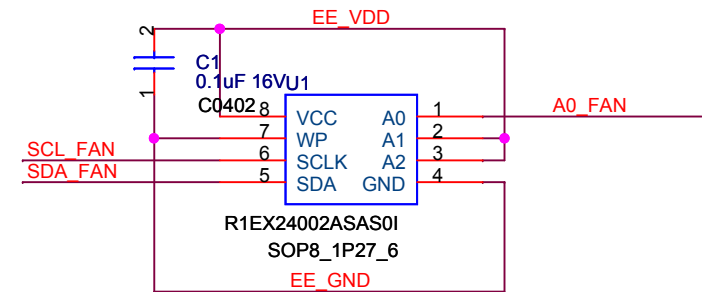 EE_VDD
2
C1
0.1uF 16V
U1
1
C0402
8 VCC A0 1 A0_FAN
7 WP A1 2
SCL_FAN 6 SCLK A2 3
SDA_FAN 5 SDA GND 4
R1EX24002ASAS0I
SOP8_1P27_6
EE_GND